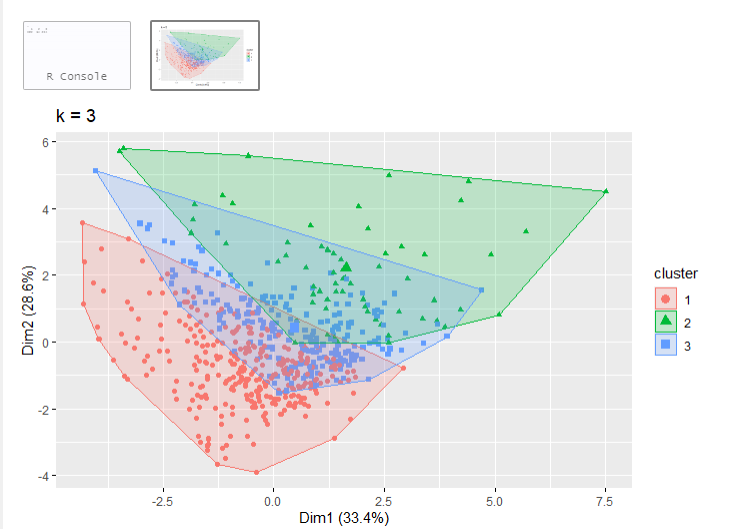 R Console
k = 3
6
4
2
0
-2
-4
Dim2 (28.6%)
-2.5 0.0 2.5 5.0 7.5
Dim1 (33.4%)
cluster
1
2
3